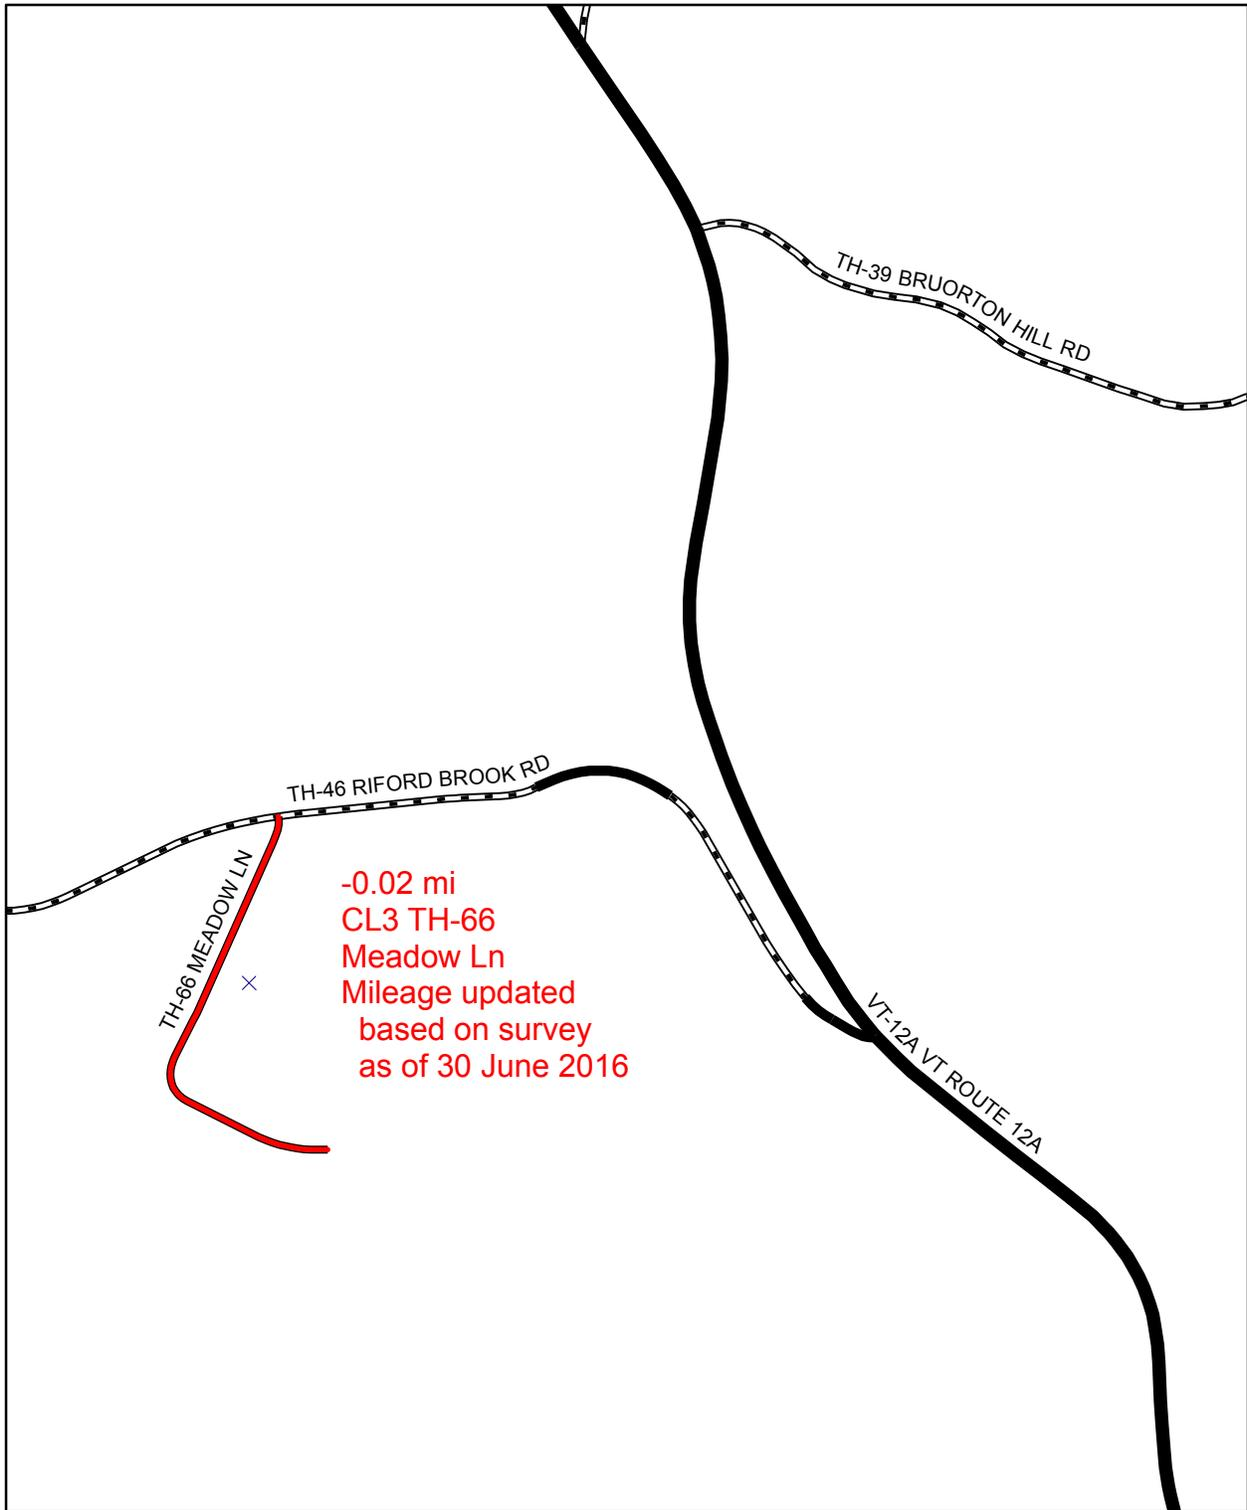 TH-39 BRUORTON HILL RD
TH-46 RIFORD BROOK RD
TH-66 MEADOW LN
-0.02 mi
CL3 TH-66
Meadow Ln
Mileage updated
based on survey
as of 30 June 2016
VT-12A VT ROUTE 12A